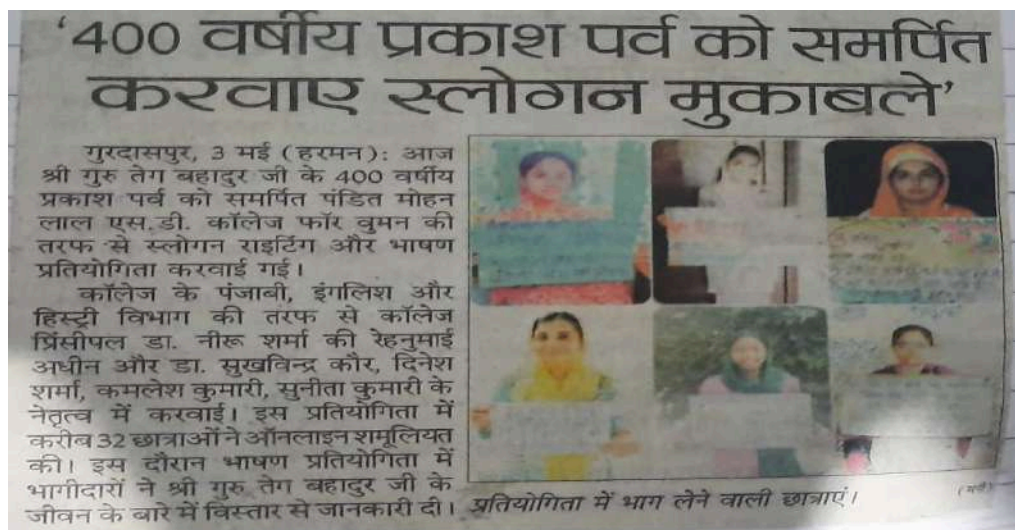 ‘400 वर्षीय प्रकाश पर्व को समर्पित
करवाए स्लोगन मुकाबले’
गुरदासपुर, 3 मई (हरमन): आज
श्री गुरु तेग बहादुर जी के 400 वर्षीय
प्रकाश पर्व को समर्पित पंडित मोहन
लाल एस.डी. कॉलेज फॉर वुमन की
तरफ से स्लोगन राइटिंग और भाषण
प्रतियोगिता करवाई गई।
कॉलेज के पंजाबी, इंगलिश और
हिस्ट्री विभाग की तरफ से कॉलेज
प्रिंसीपल डा. नीरू शर्मा की रेहनुमाई
अधीन और डा. सुखविन्द्र कौर, दिनेश
शर्मा, कमलेश कुमारी, सुनीता कुमारी के
नेतृत्व में करवाई। इस प्रतियोगिता में
करीब 32 छात्राओं ने ऑनलाइन शमूलियत
की। इस दौरान भाषण प्रतियोगिता में
भागीदारों ने श्री गुरु तेग बहादुर जी के
जीवन के बारे में विस्तार से जानकारी दी।
प्रतियोगिता में भाग लेने वाली छात्राएं।